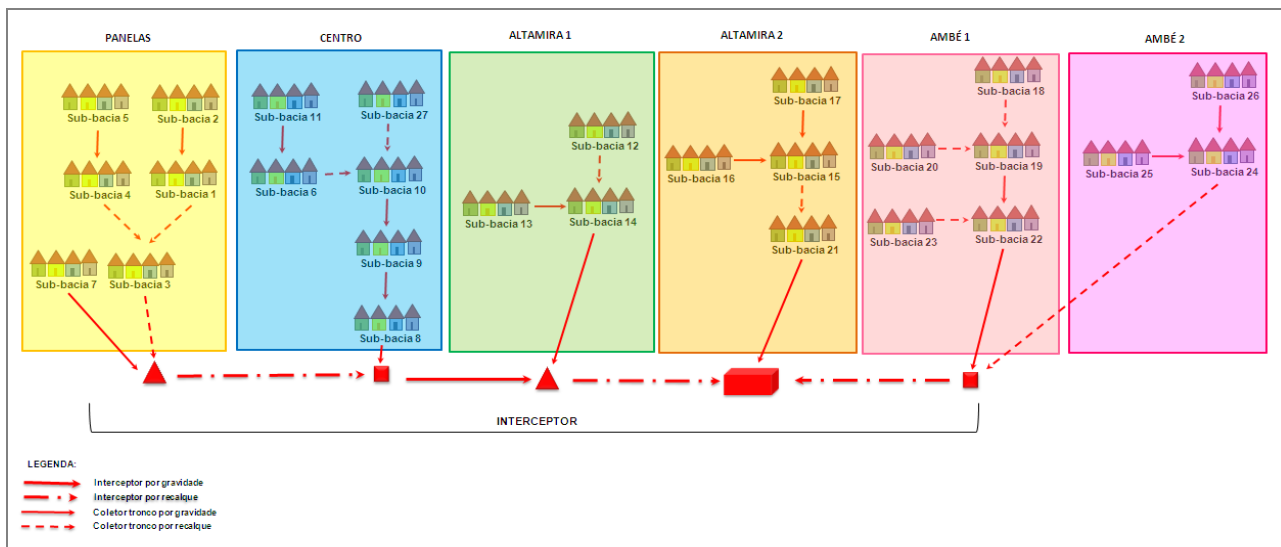 PANELAS
CENTRO
ALTAMIRA 1
ALTAMIRA 2
AMBÉ 1
AMBÉ 2
Sub-bacia 5
Sub-bacia 2
Sub-bacia 4
Sub-bacia 1
Sub-bacia 7
Sub-bacia 3
Sub-bacia 11
Sub-bacia 27
Sub-bacia 6
Sub-bacia 10
Sub-bacia 9
Sub-bacia 8
Sub-bacia 12
Sub-bacia 13
Sub-bacia 14
Sub-bacia 17
Sub-bacia 16
Sub-bacia 15
Sub-bacia 21
Sub-bacia 18
Sub-bacia 20
Sub-bacia 19
Sub-bacia 23
Sub-bacia 22
Sub-bacia 26
Sub-bacia 25
Sub-bacia 24
INTERCEPTOR
LEGENDA:
Interceptor por gravidade
Interceptor por recalque
Coletor tronco por gravidade
Coletor tronco por recalque